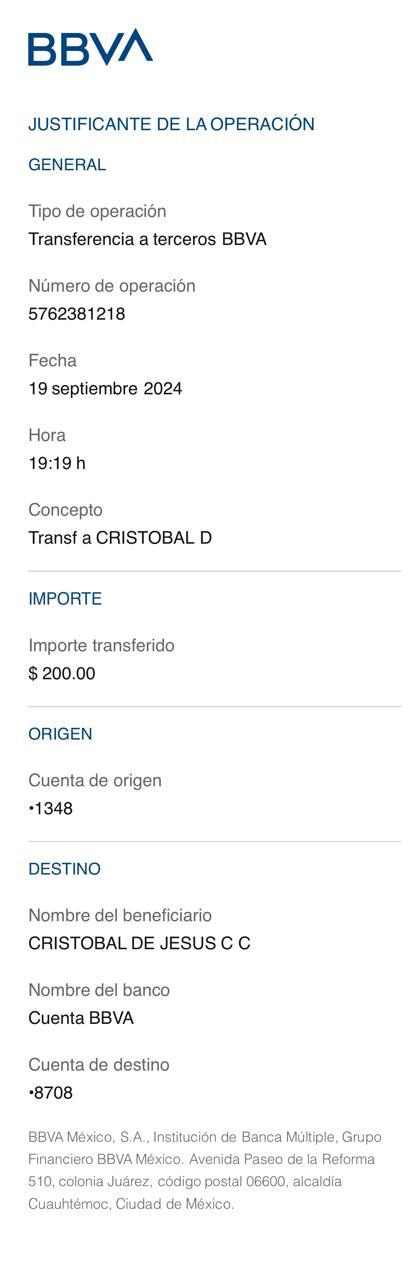 BBVA
JUSTIFICANTE DE LA OPERACIÓN
GENERAL
Tipo de operación
Transferencia a terceros BBVA
Número de operación
5762381218
Fecha
19 septiembre 2024
Hora
19:19 h
Concepto
Transf a CRISTOBAL D
IMPORTE
Importe transferido
$ 200.00
ORIGEN
Cuenta de origen
•1348
DESTINO
Nombre del beneficiario
CRISTOBAL DE JESUS C C
Nombre del banco
Cuenta BBVA
Cuenta de destino
•8708
BBVA México, S.A., Institución de Banca Múltiple, Grupo
Financiero BBVA México. Avenida Paseo de la Reforma
510, colonia Juárez, código postal 06600, alcaldía
Cuauhtémoc, Ciudad de México.